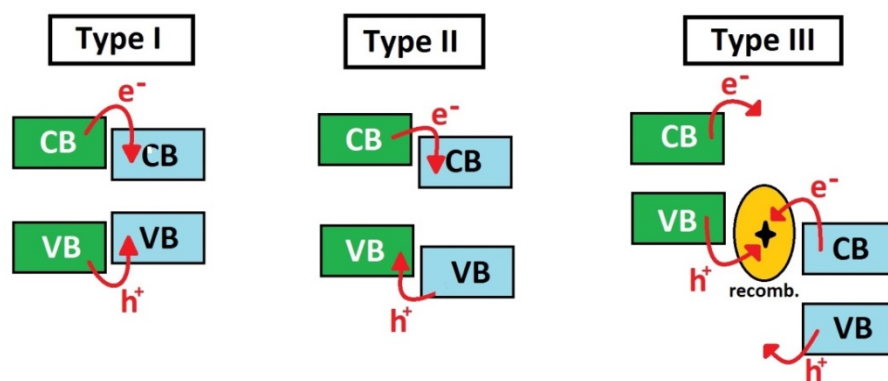 Type I
Type II
Type III
e⁻
CB
CB
VB
VB
h⁺
e⁻
CB
CB
VB
VB
h⁺
e⁻
CB
e⁻
VB
CB
h⁺
recomb.
VB
h⁺